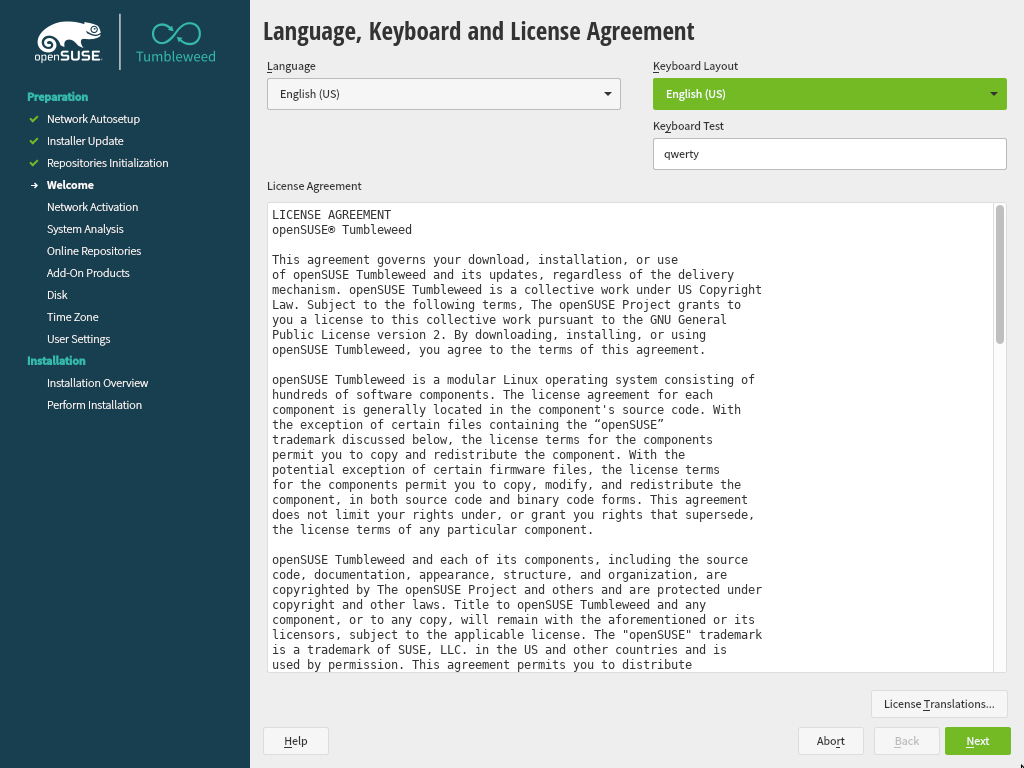 openSUSE
Tumbleweed
Preparation
Network Autosetup
Installer Update
Repositories Initialization
Welcome
Network Activation
System Analysis
Online Repositories
Add-On Products
Disk
Time Zone
User Settings
Installation
Installation Overview
Perform Installation
Language, Keyboard and License Agreement
Language
English (US)
Keyboard Layout
English (US)
Keyboard Test
qwerty
License Agreement
LICENSE AGREEMENT
openSUSE® Tumbleweed
This agreement governs your download, installation, or use
of openSUSE Tumbleweed and its updates, regardless of the delivery
mechanism. openSUSE Tumbleweed is a collective work under US Copyright
Law. Subject to the following terms, The openSUSE Project grants to
you a license to this collective work pursuant to the GNU General
Public License version 2. By downloading, installing, or using
openSUSE Tumbleweed, you agree to the terms of this agreement.
openSUSE Tumbleweed is a modular Linux operating system consisting of
hundreds of software components. The license agreement for each
component is generally located in the component's source code. With
the exception of certain files containing the “openSUSE”
trademark discussed below, the license terms for the components
permit you to copy and redistribute the component. With the
potential exception of certain firmware files, the license terms
for the components permit you to copy, modify, and redistribute the
component, in both source code and binary code forms. This agreement
does not limit your rights under, or grant you rights that supersede,
the license terms of any particular component.
openSUSE Tumbleweed and each of its components, including the source
code, documentation, appearance, structure, and organization, are
copyrighted by The openSUSE Project and others and are protected under
copyright and other laws. Title to openSUSE Tumbleweed and any
component, or to any copy, will remain with the aforementioned or its
licensors, subject to the applicable license. The "openSUSE" trademark
is a trademark of SUSE, LLC. in the US and other countries and is
used by permission. This agreement permits you to distribute
License Translations...
Help
Abort
Back
Next